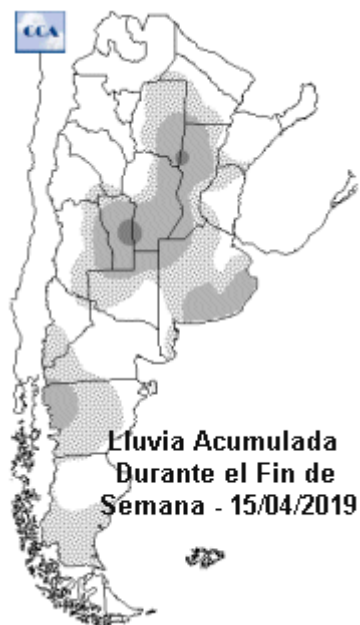 CCA
Lluvia Acumulada
Durante el Fin de
Semana - 15/04/2019